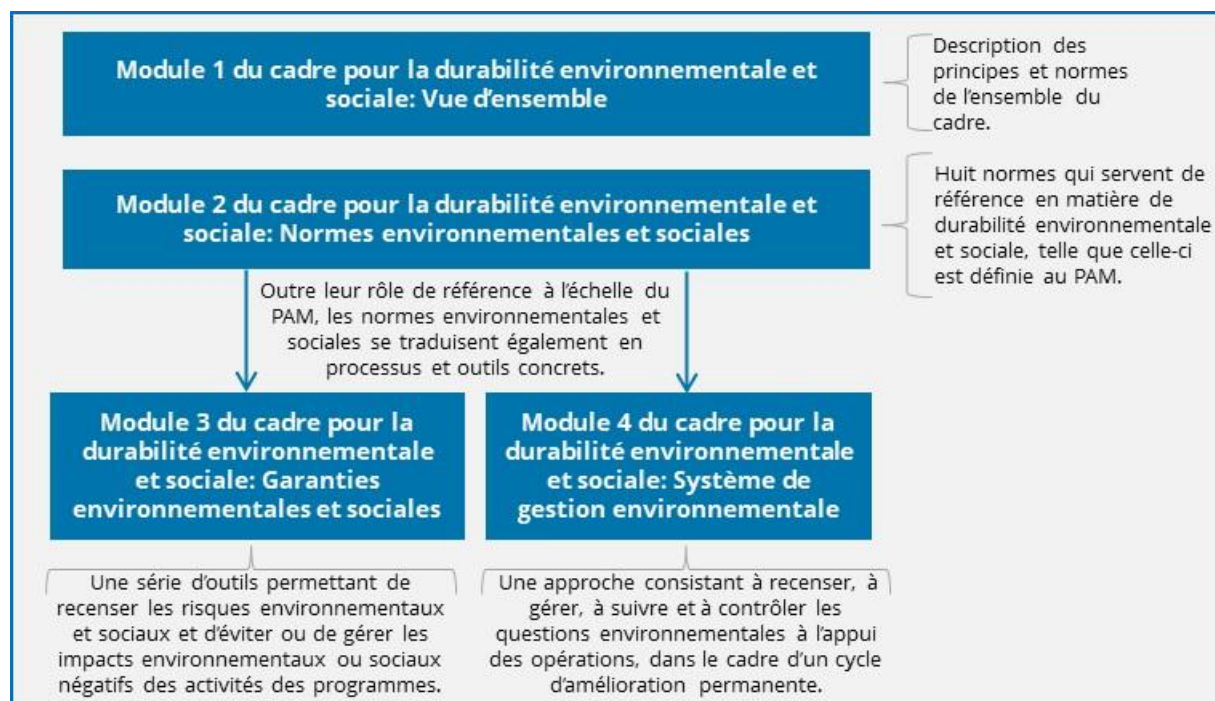 Module 1 du cadre pour la durabilité environnementale et
sociale: Vue d'ensemble
Description des
principes et normes
de l'ensemble du
cadre.
Module 2 du cadre pour la durabilité environnementale et
sociale: Normes environnementales et sociales
Huit normes qui servent de
référence en matière de
durabilité environnementale
et sociale, telle que celle-ci
est définie au PAM.
Outre leur rôle de référence à l'échelle du
PAM, les normes environnementales et
sociales se traduisent également en
processus et outils concrets.
Module 3 du cadre pour la
durabilité environnementale
et sociale: Garanties
environnementales et sociales
Module 4 du cadre pour la
durabilité environnementale
et sociale: Système de
gestion environnementale
Une série d'outils permettant de
recenser les risques environnementaux
et sociaux et d'éviter ou de gérer les
impacts environnementaux ou sociaux
négatifs des activités des programmes.
Une approche consistant à recenser, à
gérer, à suivre et à contrôler les
questions environnementales à l'appui
des opérations, dans le cadre d'un cycle
d'amélioration permanente.